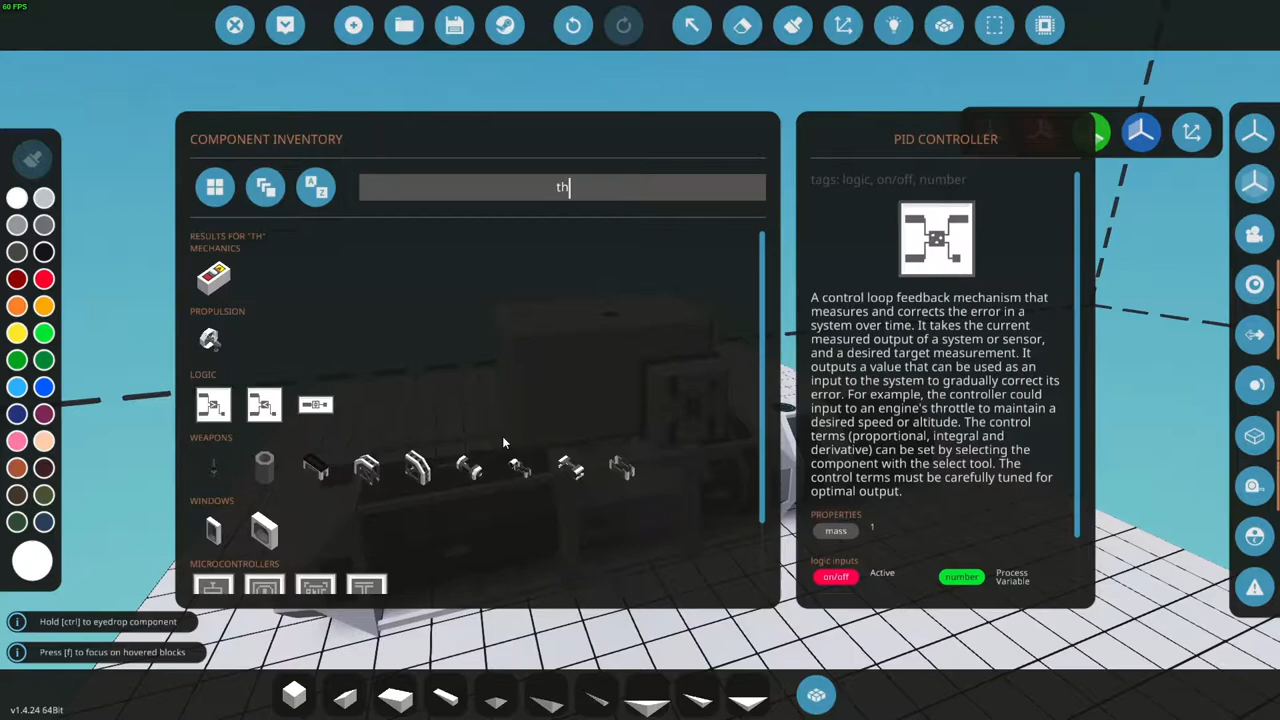 60 FPS
COMPONENT INVENTORY
th
RESULTS FOR "TH"
MECHANICS
PROPULSION
LOGIC
WEAPONS
WINDOWS
MICROCONTROLLERS
PID CONTROLLER
tags: logic, on/off, number
A control loop feedback mechanism that
measures and corrects the error in a
system over time. It takes the current
measured output of a system or sensor,
and a desired target measurement. It
outputs a value that can be used as an
input to the system to gradually correct its
error. For example, the controller could
input to an engine's throttle to maintain a
desired speed or altitude. The control
terms (proportional, integral and
derivative) can be set by selecting the
component with the select tool. The
control terms must be carefully tuned for
optimal output.
PROPERTIES
mass 1
logic inputs
on/off Active number Process
Variable
Hold [ctrl] to eyedrop component
Press [f] to focus on hovered blocks
v1.4.24 64Bit